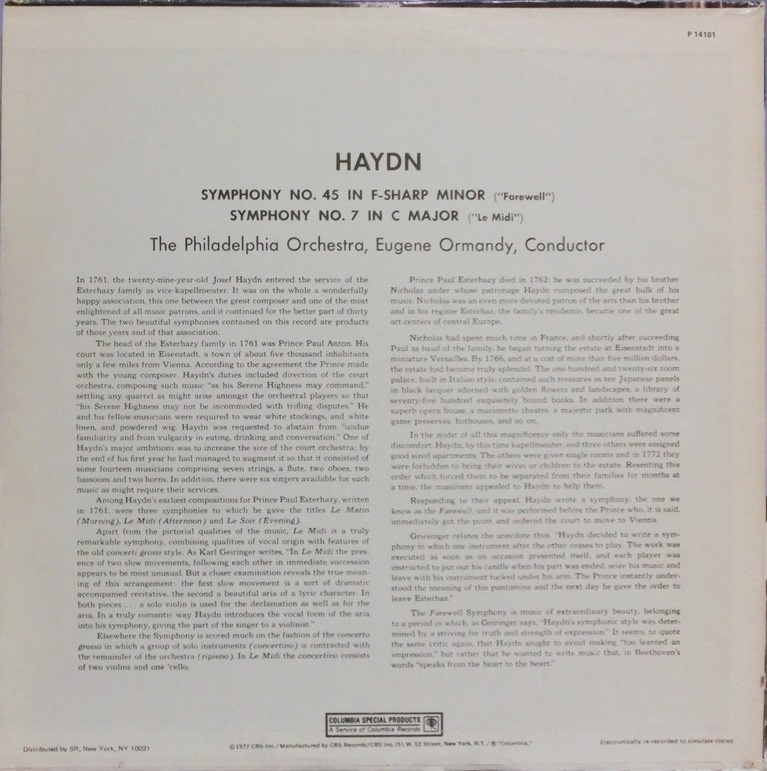 P 14181
HAYDN
SYMPHONY NO. 45 IN F-SHARP MINOR ("Farewell")
SYMPHONY NO. 7 IN C MAJOR ("Le Midi")
The Philadelphia Orchestra, Eugene Ormandy, Conductor
In 1761, the twenty-nine-year-old Josef Haydn entered the service of the
Esterhazy family as vice-kapellmeister. It was on the whole a wonderfully
happy association, this one between the great composer and one of the most
enlightened of all music patrons, and it continued for the better part of thirty
years. The two beautiful symphonies contained on this record are products
of those years and of that association.
The head of the Esterhazy family in 1761 was Prince Paul Anton. His
court was located in Eisenstadt, a town of about five thousand inhabitants
only a few miles from Vienna. According to the agreement the Prince made
with the young composer, Haydn's duties included direction of the court
orchestra, composing such music "as his Serene Highness may command,"
settling any quarrel as might arise amongst the orchestral players so that
"his Serene Highness may not be incommoded with trifling disputes." He
and his fellow-musicians were required to wear white stockings, and white
linen, and powdered wig. Haydn was requested to abstain from "undue
familiarity and from vulgarity in eating, drinking and conversation." One of
Haydn's major ambitions was to increase the size of the court orchestra; by
the end of his first year he had managed to augment it so that it consisted of
some fourteen musicians comprising seven strings, a flute, two oboes, two
bassoons and two horns. In addition, there were six singers available for such
music as might require their services.
Among Haydn's earliest compositions for Prince Paul Esterhazy, written
in 1761, were three symphonies to which he gave the titles Le Matin
(Morning), Le Midi (Afternoon) and Le Soir (Evening).
Apart from the pictorial qualities of the music, Le Midi is a truly
remarkable symphony, combining qualities of vocal origin with features of
the old concerti grossi style. As Karl Geiringer writes, "In Le Midi the pres-
ence of two slow movements, following each other in immediate succession
appears to be most unusual. But a closer examination reveals the true mean-
ing of this arrangement: the first slow movement is a sort of dramatic
accompanied recitative, the second a beautiful aria of a lyric character. In
both pieces . . . a solo violin is used for the declamation as well as for the
aria. In a truly romantic way Haydn introduces the vocal form of the aria
into his symphony, giving the part of the singer to a violinist."
Elsewhere the Symphony is scored much on the fashion of the concerto
grosso in which a group of solo instruments (concertino) is contrasted with
the remainder of the orchestra (ripieno). In Le Midi the concertino consists
of two violins and one 'cello.
Prince Paul Esterhazy died in 1762; he was succeeded by his brother
Nicholas under whose patronage Haydn composed the great bulk of his
music. Nicholas was an even more devoted patron of the arts than his brother
and in his regime Esterhaz, the family's residence, became one of the great
art centers of central Europe.
Nicholas had spent much time in France, and shortly after succeeding
Paul as head of the family, he began turning the estate at Eisenstadt into a
miniature Versailles. By 1766, and at a cost of more than five million dollars,
the estate had become truly splendid. The one hundred and twenty-six room
palace, built in Italian style, contained such treasures as ten Japanese panels
in black lacquer adorned with golden flowers and landscapes, a library of
seventy-five hundred exquisitely bound books. In addition there were a
superb opera house, a marionette theatre, a majestic park with magnificent
game preserves, hothouses, and so on.
In the midst of all this magnificence only the musicians suffered some
discomfort. Haydn, by this time kapellmeister, and three others were assigned
good sized apartments. The others were given single rooms and in 1772 they
were forbidden to bring their wives or children to the estate. Resenting this
order which forced them to be separated from their families for months at
a time, the musicians appealed to Haydn to help them.
Responding to their appeal, Haydn wrote a symphony, the one we
know as the Farewell, and it was performed before the Prince who, it is said,
immediately got the point and ordered the court to move to Vienna.
Griesinger relates the anecdote thus, "Haydn decided to write a sym-
phony in which one instrument after the other ceases to play. The work was
executed as soon as an occasion presented itself, and each player was
instructed to put out his candle when his part was ended, seize his music and
leave with his instrument tucked under his arm. The Prince instantly under-
stood the meaning of this pantomine and the next day he gave the order to
leave Esterhaz."
The Farewell Symphony is music of extraordinary beauty, belonging
to a period in which, as Geiringer says, "Haydn's symphonic style was deter-
mined by a striving for truth and strength of expression." It seems, to quote
the same critic again, that Haydn sought to avoid making "too learned an
impression," but rather that he wanted to write music that, in Beethoven's
words "speaks from the heart to the heart."
COLUMBIA SPECIAL PRODUCTS
A Service of Columbia Records
Distributed by SR, New York, NY 10021
© 1977 CBS Inc./Manufactured by CBS Records/CBS Inc./51 W. 52 Street, New York, N.Y. / ® "Columbia,"
Electronically re-recorded to simulate stereo